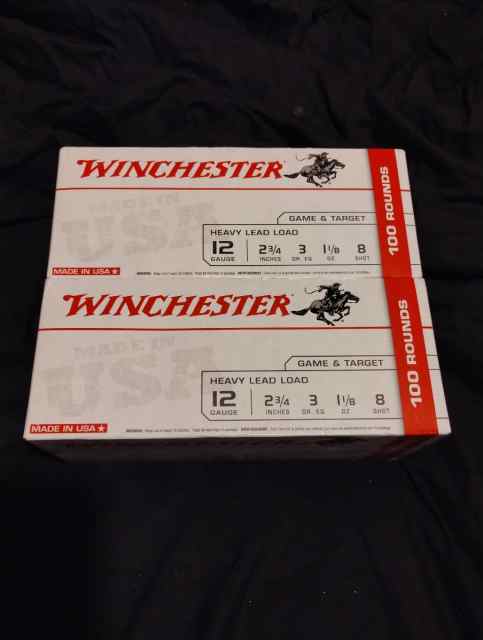 WINCHESTER
MADE IN
USA
GAME & TARGET
HEAVY LEAD LOAD
12 2 3/4 3 1 1/8 8
GAUGE INCHES DR. EQ. OZ SHOT
MADE IN USA
100 ROUNDS
WINCHESTER
MADE IN
USA
GAME & TARGET
HEAVY LEAD LOAD
12 2 3/4 3 1 1/8 8
GAUGE INCHES DR. EQ. OZ SHOT
MADE IN USA
100 ROUNDS